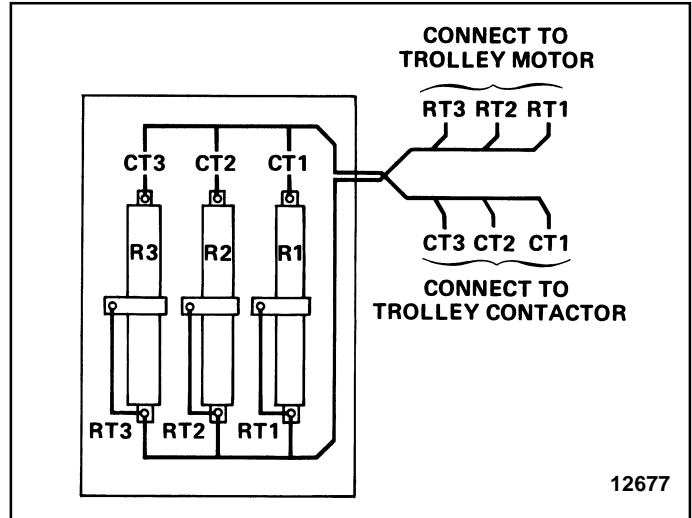 CONNECT TO
TROLLEY MOTOR
RT3 RT2 RT1
CT3 CT2 CT1
R3 R2 R1
CT3 CT2 CT1
CONNECT TO
TROLLEY CONTACTOR
RT3 RT2 RT1
12677